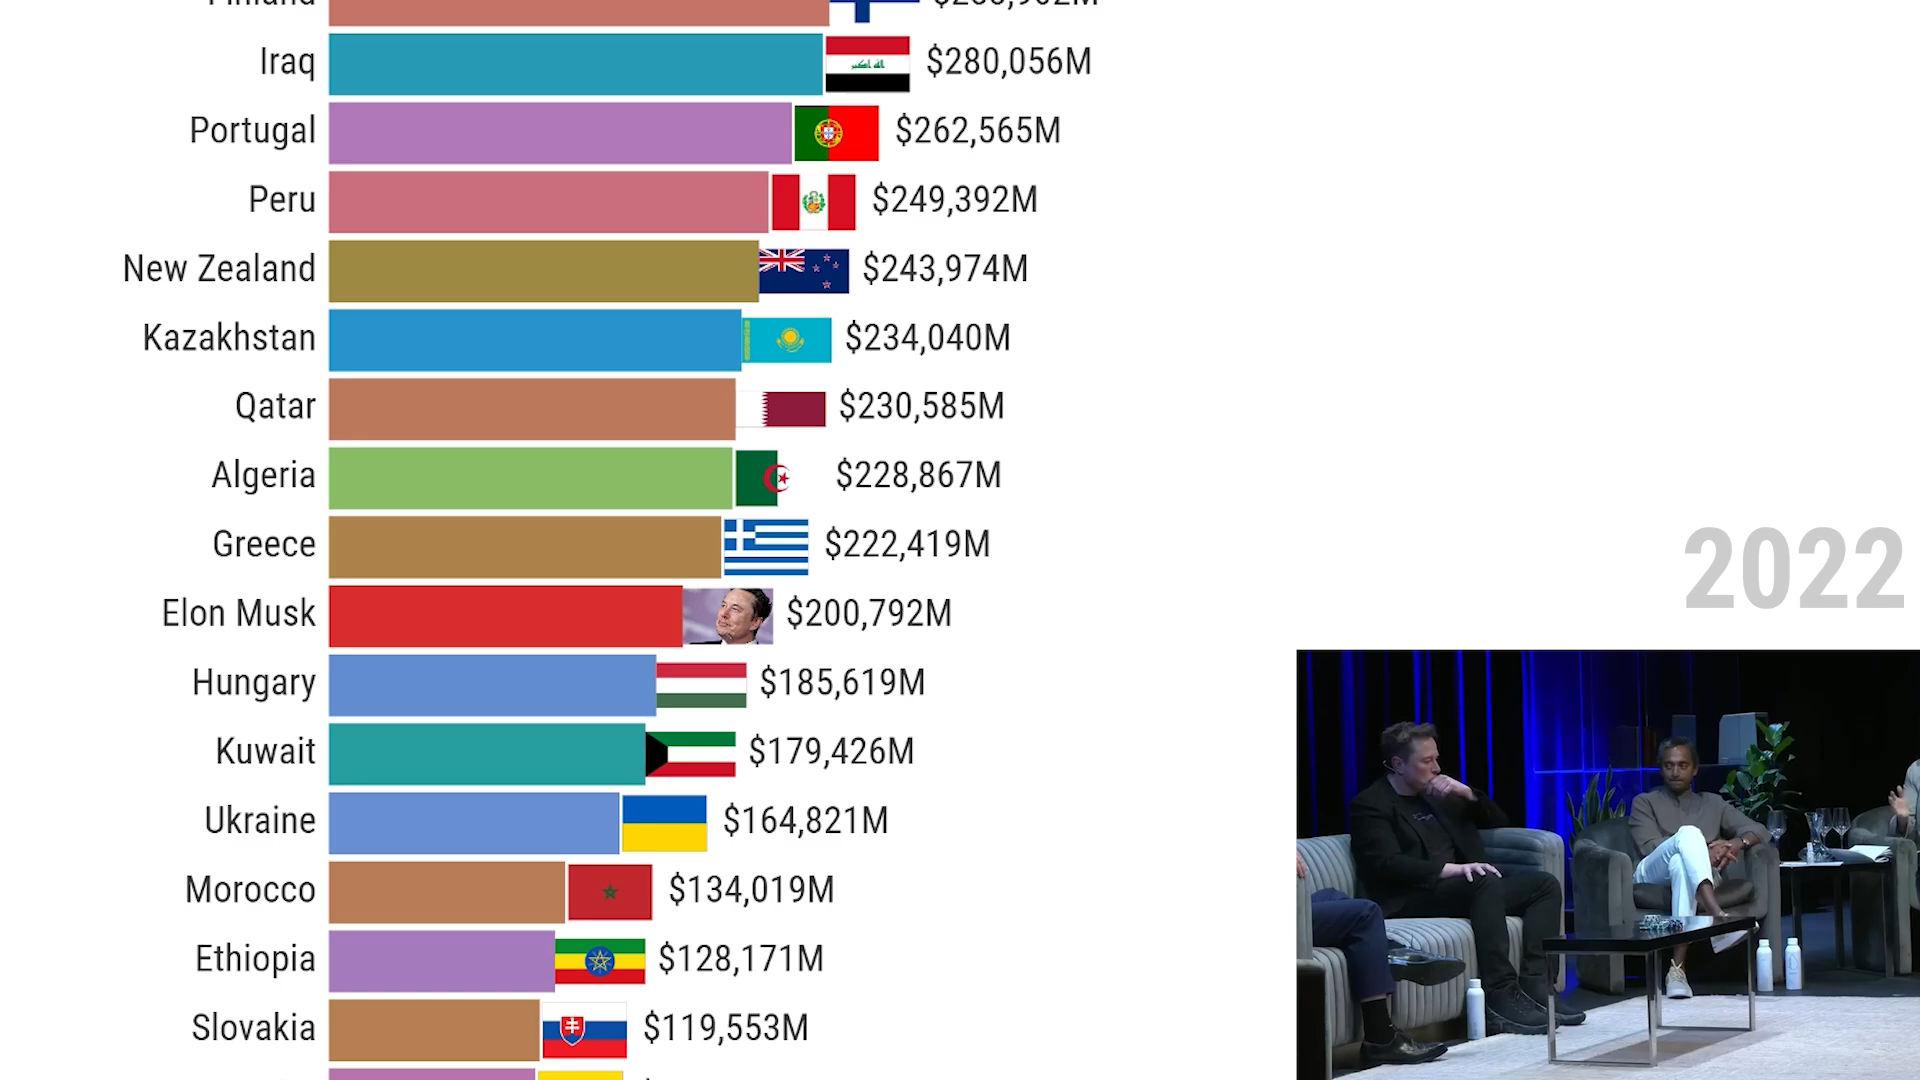 Finland
Iraq $280,056M
Portugal $262,565M
Peru $249,392M
New Zealand $243,974M
Kazakhstan $234,040M
Qatar $230,585M
Algeria $228,867M
Greece $222,419M
2022
Elon Musk $200,792M
Hungary $185,619M
Kuwait $179,426M
Ukraine $164,821M
Morocco $134,019M
Ethiopia $128,171M
Slovakia $119,553M